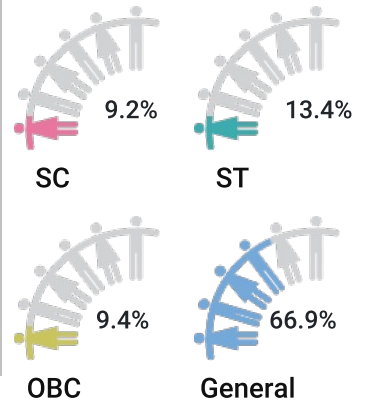 9.2%
SC
13.4%
ST
9.4%
OBC
66.9%
General